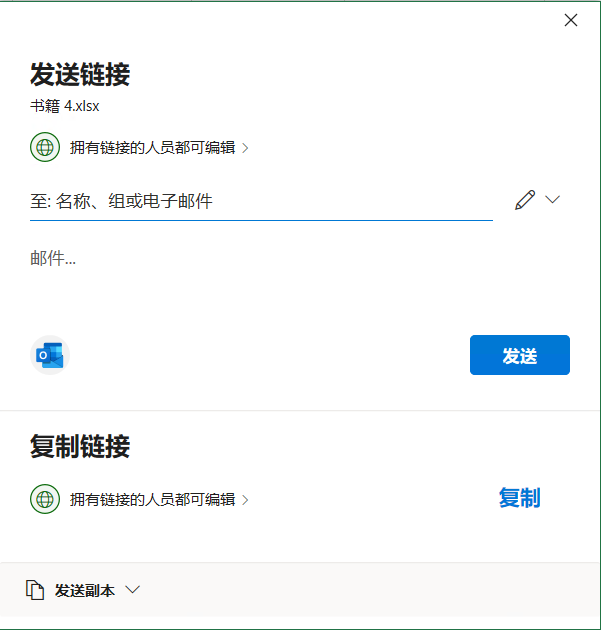 发送链接
书籍 4.xlsx
拥有链接的人员都可编辑
至: 名称、组或电子邮件
邮件...
发送
复制链接
拥有链接的人员都可编辑
复制
发送副本